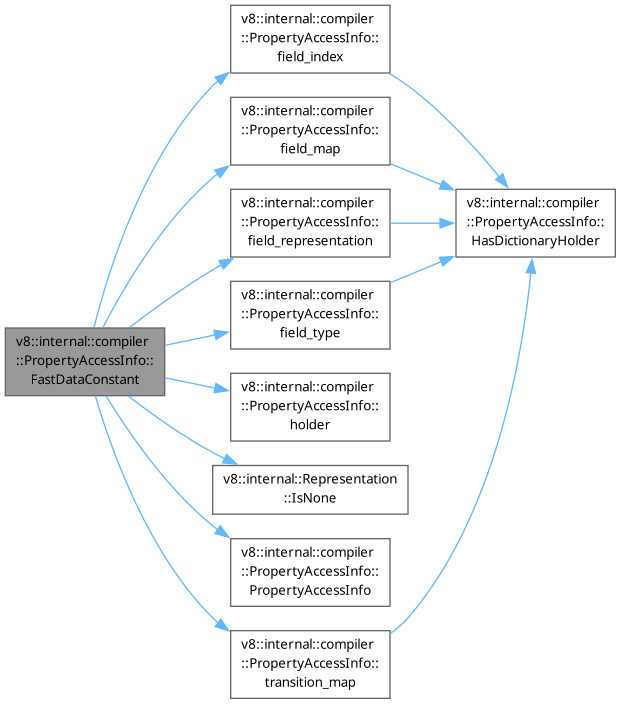 v8::internal::compiler
::PropertyAccessInfo::
field_index
v8::internal::compiler
::PropertyAccessInfo::
field_map
v8::internal::compiler
::PropertyAccessInfo::
HasDictionaryHolder
v8::internal::compiler
::PropertyAccessInfo::
field_representation
v8::internal::compiler
::PropertyAccessInfo::
field_type
v8::internal::compiler
::PropertyAccessInfo::
FastDataConstant
v8::internal::compiler
::PropertyAccessInfo::
holder
v8::internal::Representation
::IsNone
v8::internal::compiler
::PropertyAccessInfo::
PropertyAccessInfo
v8::internal::compiler
::PropertyAccessInfo::
transition_map